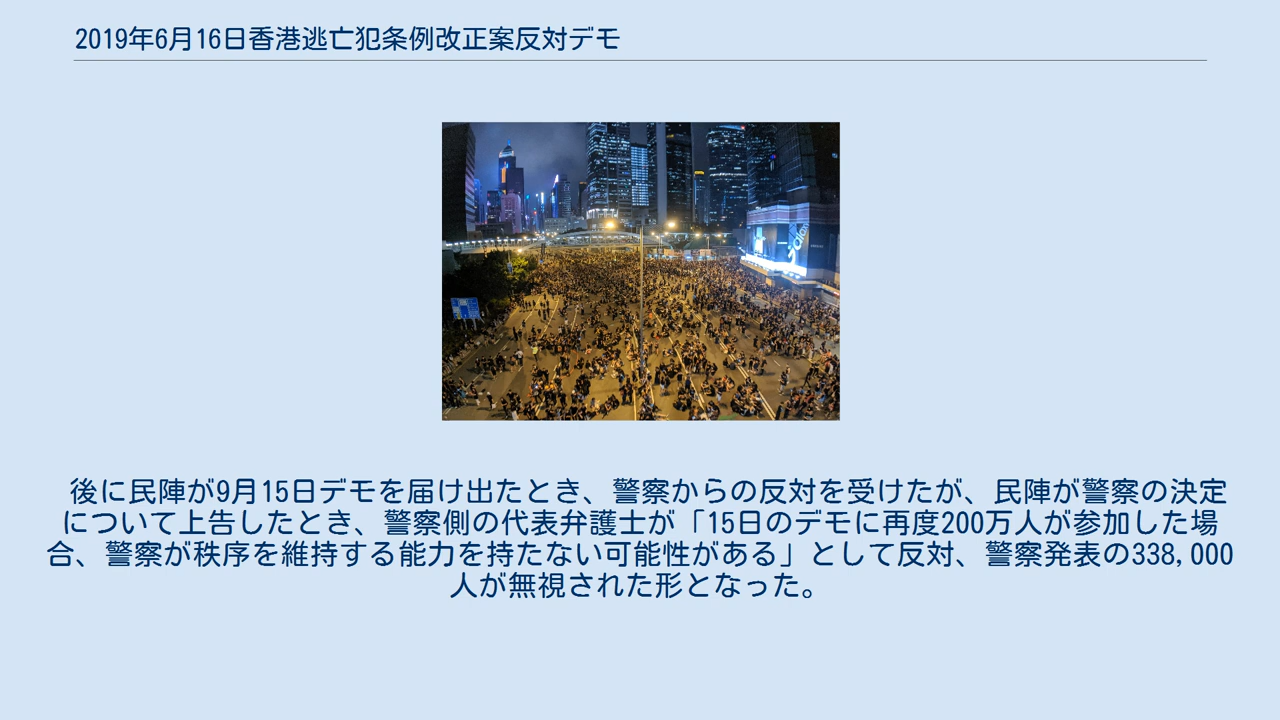 2019年6月16日香港逃亡犯条例改正案反対デモ
後に民陣が9月15日デモを届け出たとき、警察からの反対を受けたが、民陣が警察の決定
について上告したとき、警察側の代表弁護士が「15日のデモに再度200万人が参加した場
合、警察が秩序を維持する能力を持たない可能性がある」として反対、警察発表の338,000
人が無視された形となった。